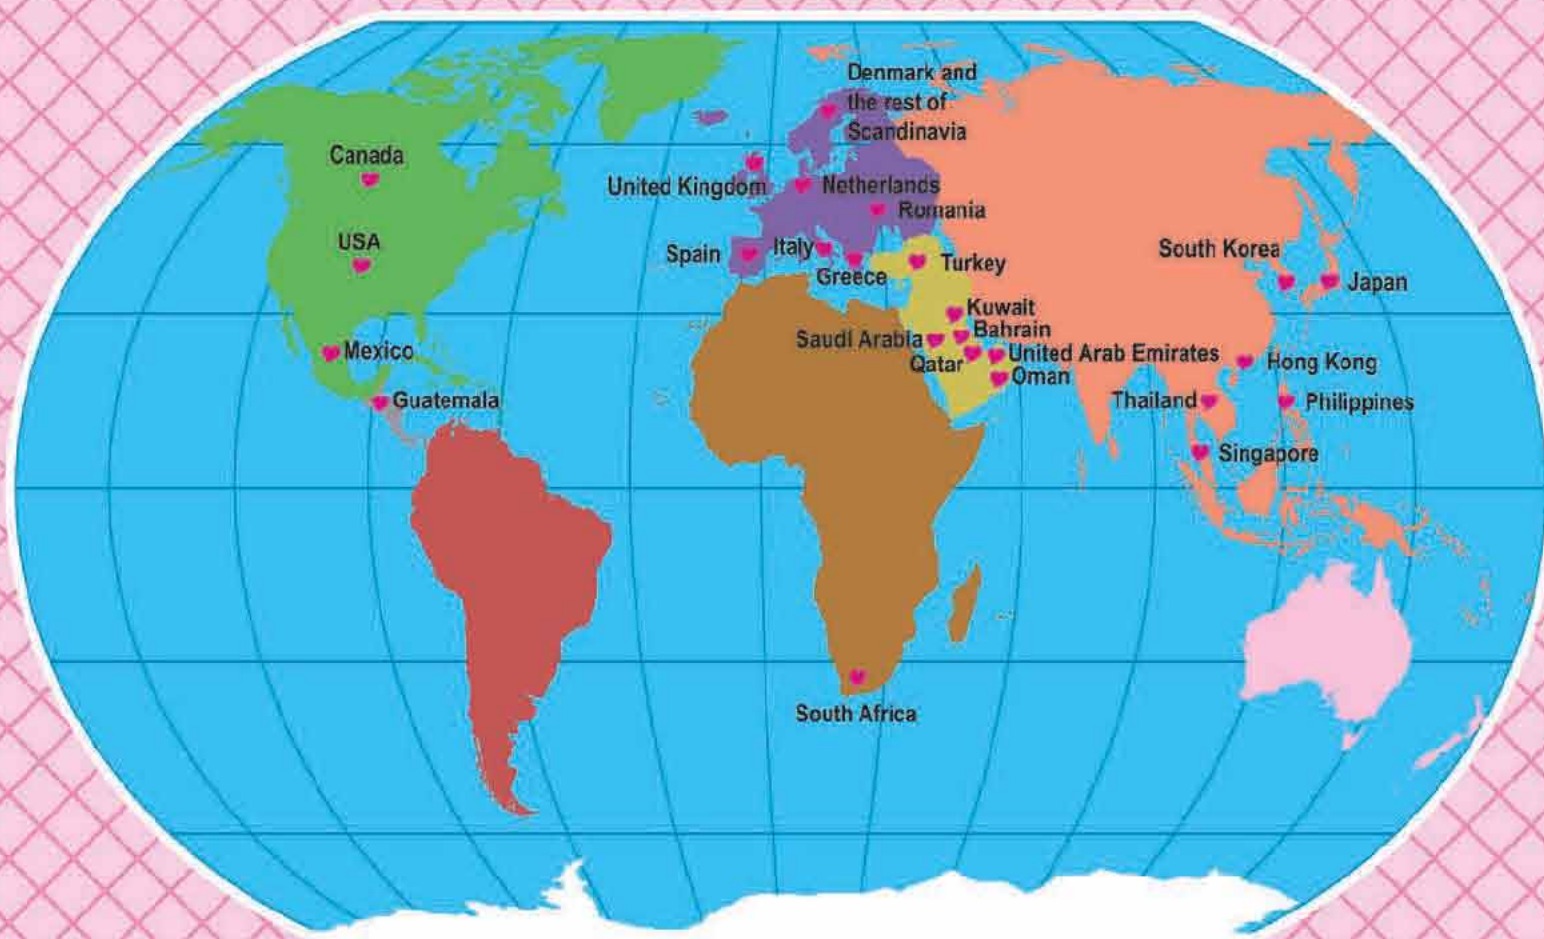 Denmark and
the rest of
Scandinavia
Canada
United Kingdom
Netherlands
Romania
USA
Spain
Italy
Greece
Turkey
South Korea
Japan
Kuwait
Bahrain
Saudi Arabia
Qatar
United Arab Emirates
Oman
Mexico
Guatemala
Hong Kong
Thailand
Philippines
Singapore
South Africa